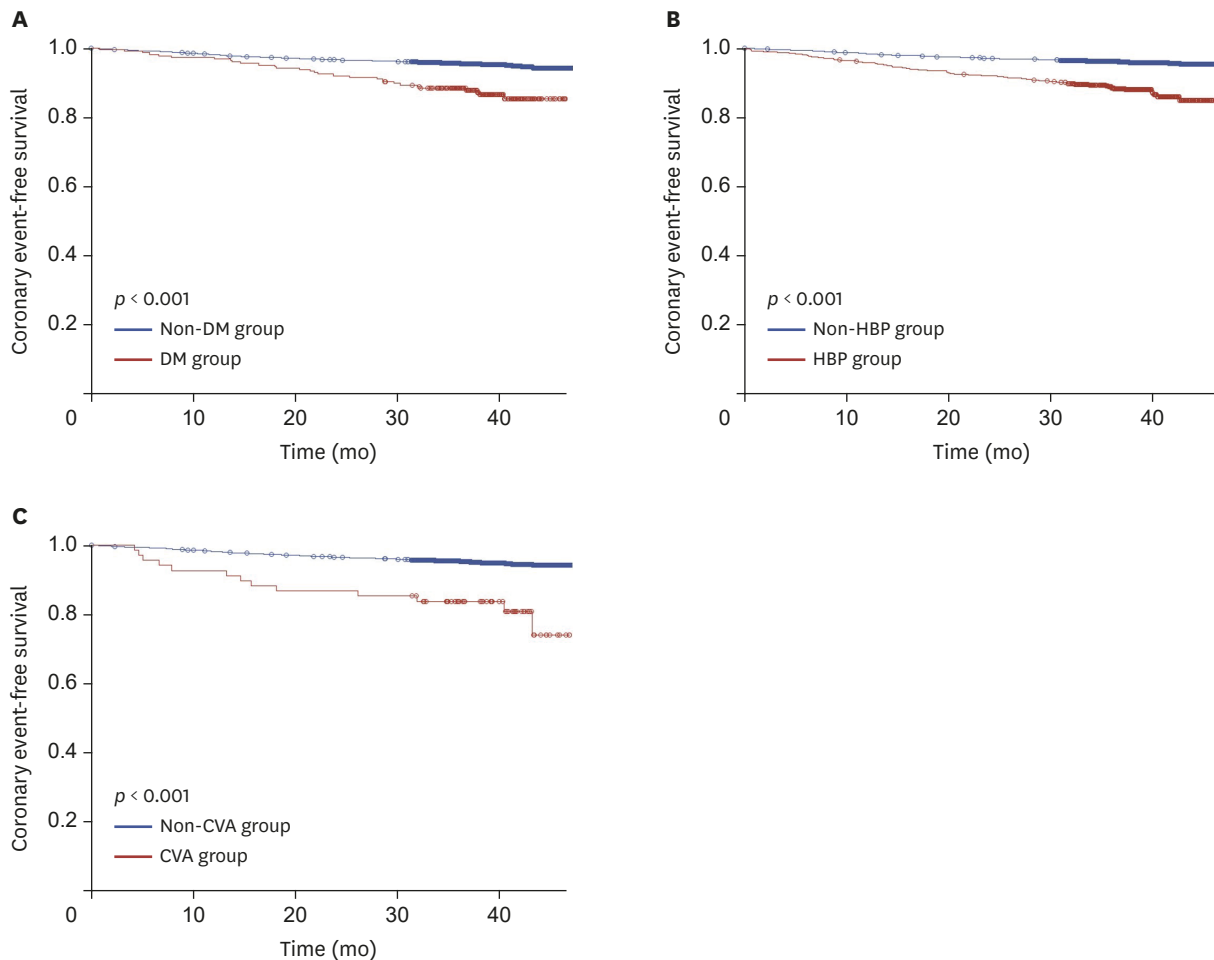 A
Coronary event-free survival
1.0
0.8
0.6
0.4
0.2
p < 0.001
Non-DM group
DM group
0 10 20 30 40
Time (mo)
B
Coronary event-free survival
1.0
0.8
0.6
0.4
0.2
p < 0.001
Non-HBP group
HBP group
0 10 20 30 40
Time (mo)
C
Coronary event-free survival
1.0
0.8
0.6
0.4
0.2
p < 0.001
Non-CVA group
CVA group
0 10 20 30 40
Time (mo)